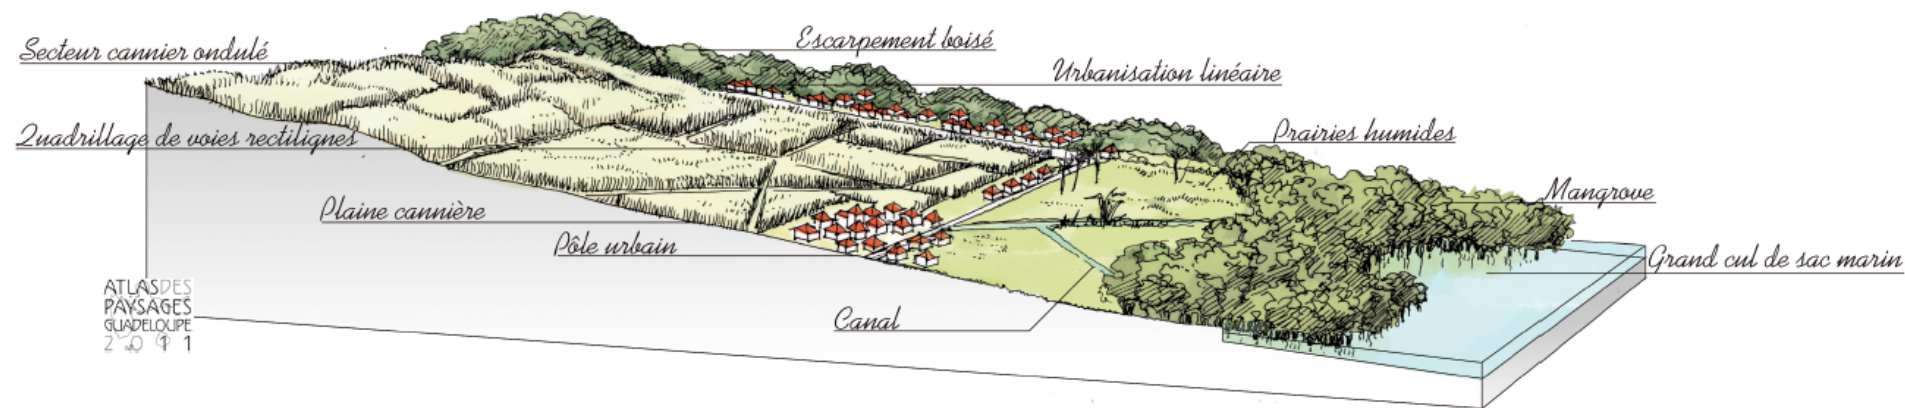 Escarpement boisé
Secteur cannier ondulé
Urbanisation linéaire
Quadrillage de voies rectilignes
Prairies humides
Mangrove
Plaine cannière
Pôle urbain
Grand cul de sac marin
Canal
ATLAS DES
PAYSAGES
GUADELOUPE
2011